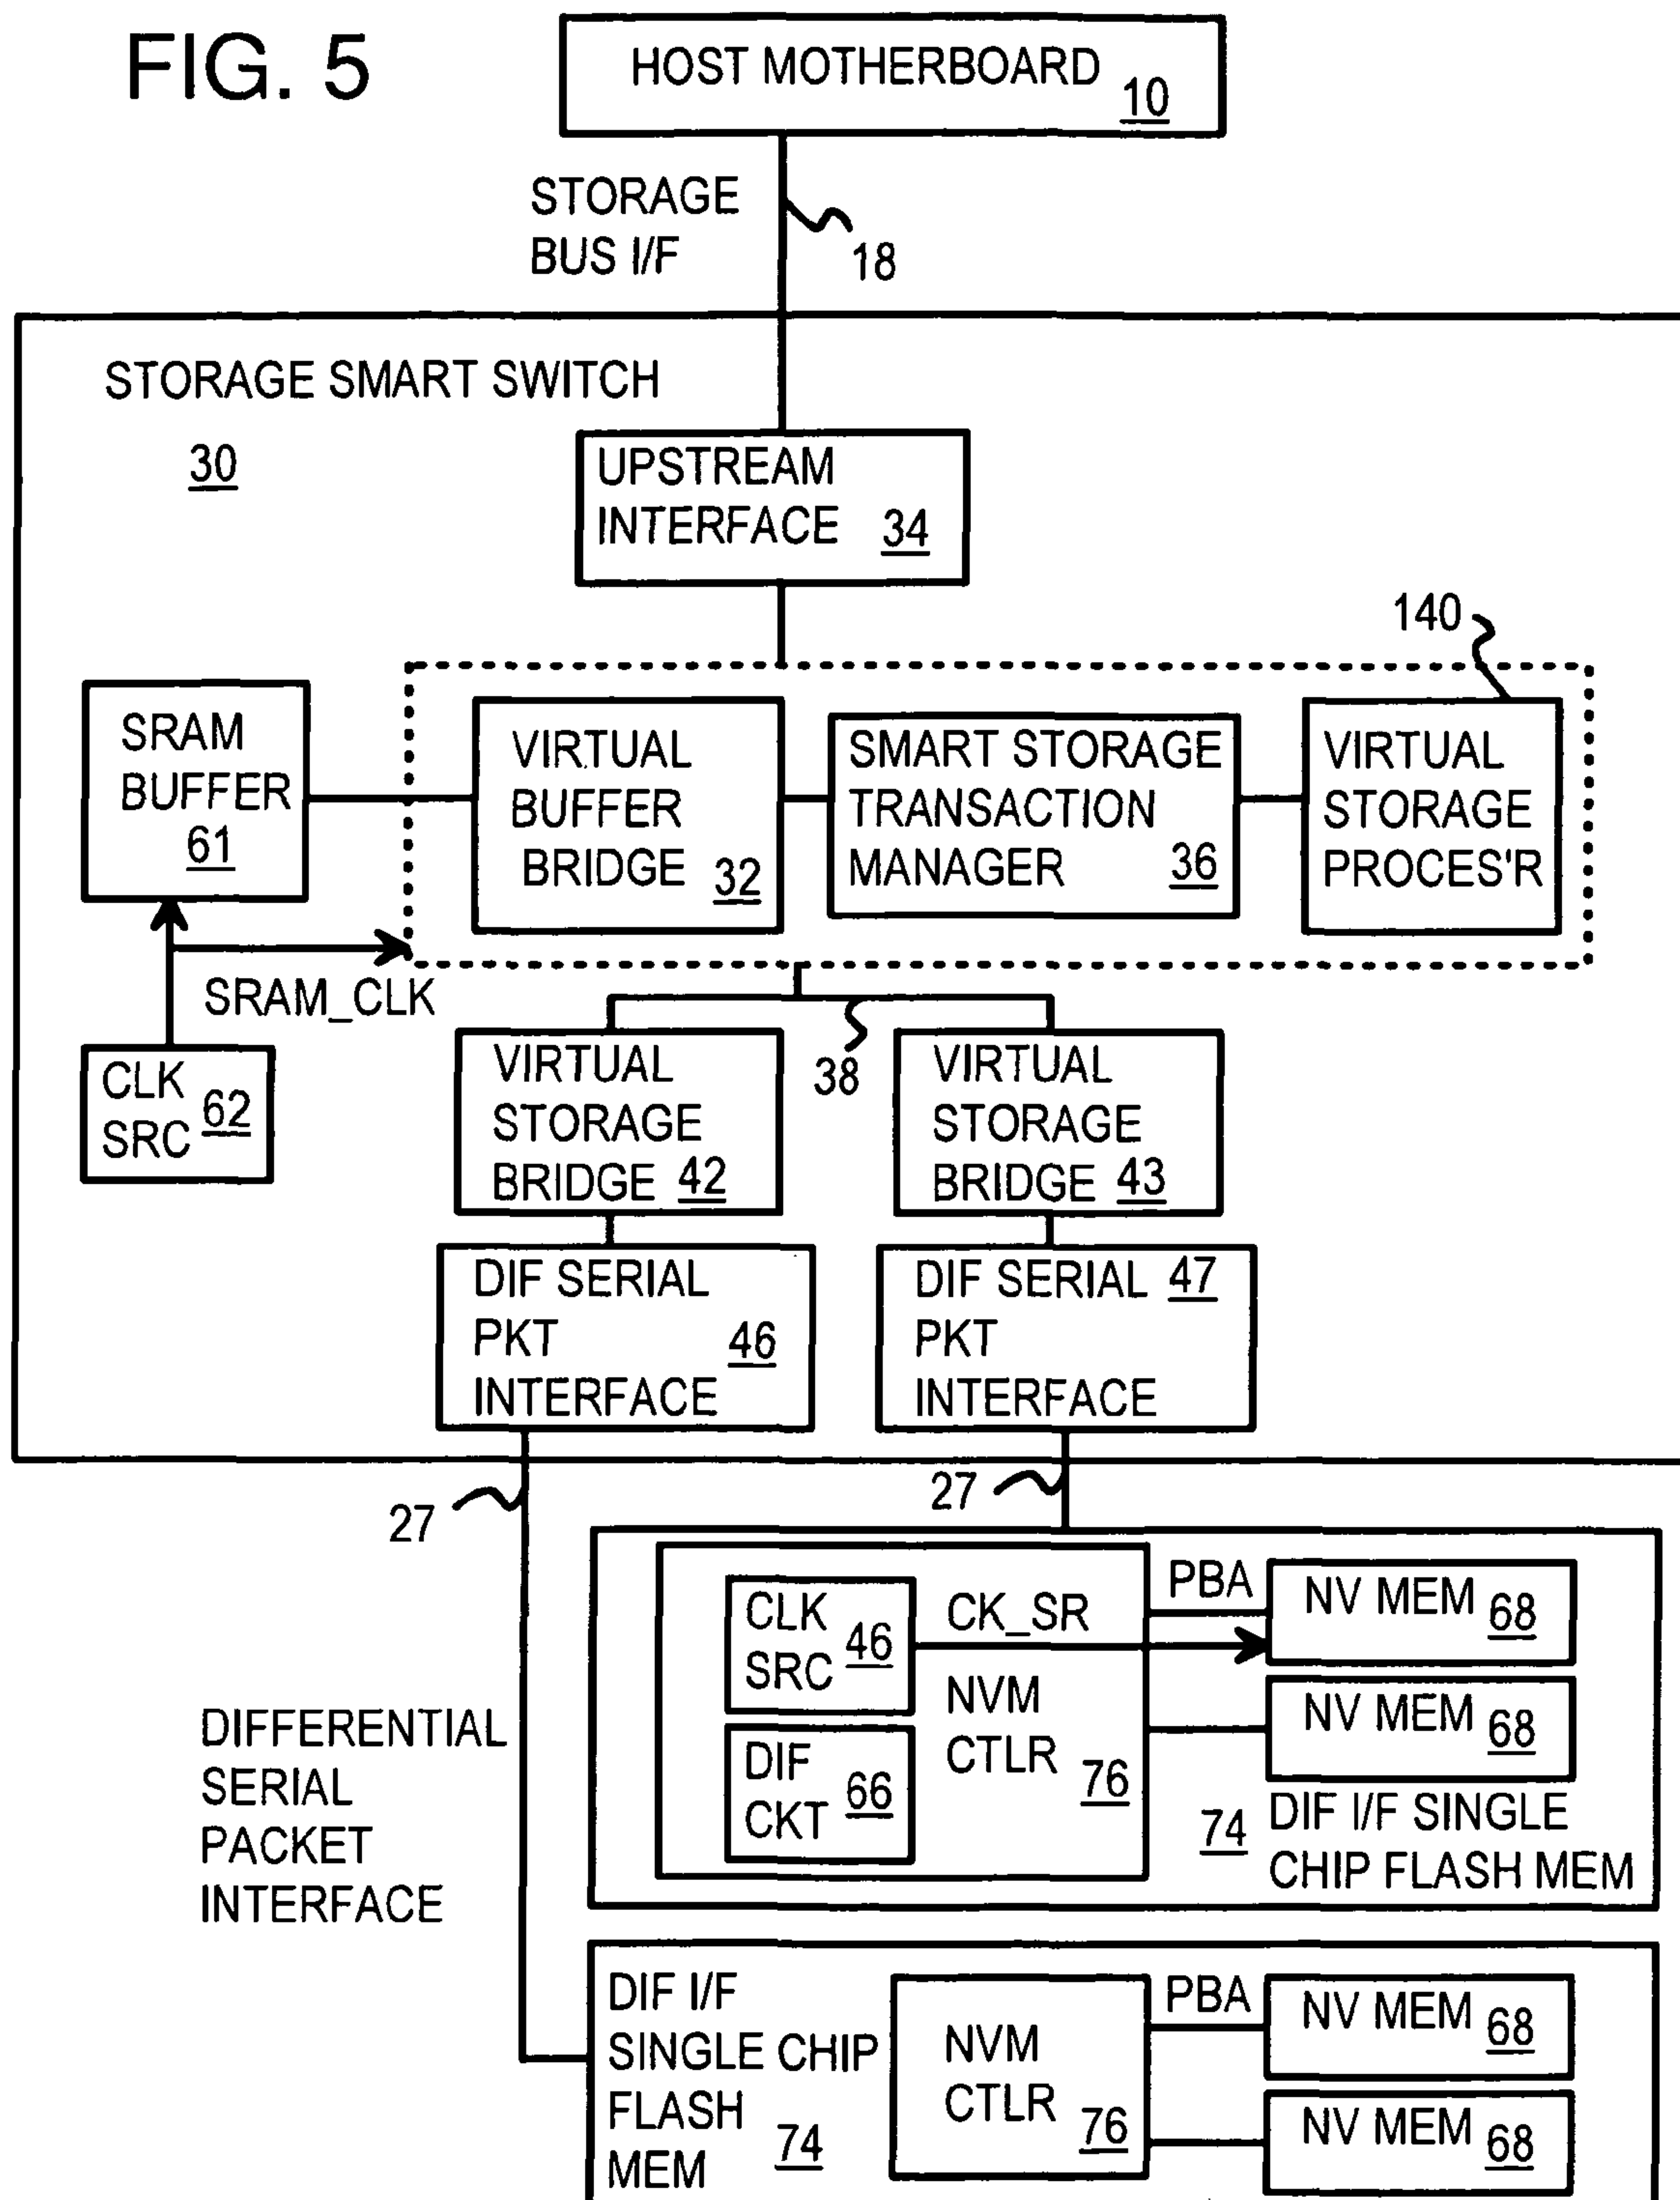 FIG. 5
HOST MOTHERBOARD
10
STORAGE
BUS I/F
18
STORAGE SMART SWITCH
30
UPSTREAM
INTERFACE 34
140
SRAM
BUFFER
61
VIRTUAL
BUFFER
BRIDGE 32
SMART STORAGE
TRANSACTION
MANAGER 36
VIRTUAL
STORAGE
PROCES'R
SRAM_CLK
CLK
SRC 62
38
VIRTUAL
STORAGE
BRIDGE 42
VIRTUAL
STORAGE
BRIDGE 43
DIF SERIAL
PKT 46
INTERFACE
DIF SERIAL 47
PKT
INTERFACE
27
27
DIFFERENTIAL
SERIAL
PACKET
INTERFACE
CLK
SRC 46
CK_SR
DIF
CKT 66
NVM
CTLR 76
PBA
NV MEM 68
NV MEM 68
74
DIF I/F SINGLE
CHIP FLASH MEM
DIF I/F
SINGLE CHIP
FLASH
MEM 74
NVM
CTLR 76
PBA
NV MEM 68
NV MEM 68